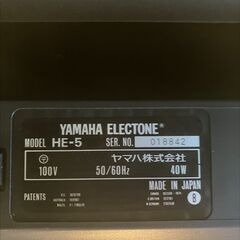 YAMAHA ELECTONE®
MODEL HE-5 SER. NO. 018842
ヤマハ株式会社
100V 50/60Hz 40W
MADE IN JAPAN
PATENTS
B